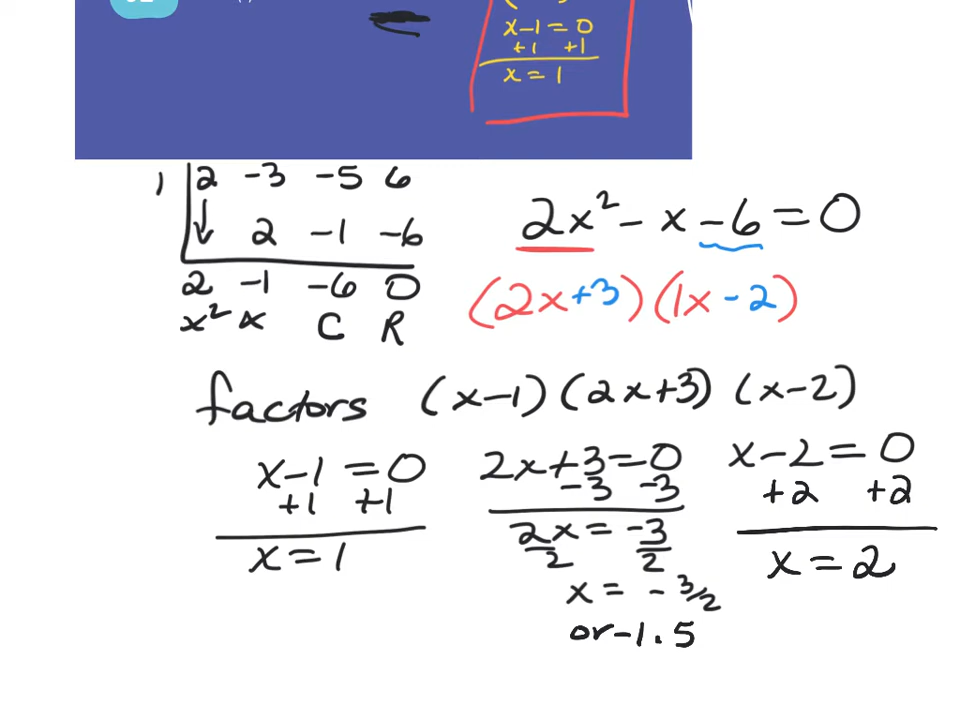 x-1 = 0
+1 +1
x = 1
1 2 -3 -5 6
2 -1 -6
2 -1 -6 0
x² x C R
2x² - x - 6 = 0
(2x+3)(1x-2)
factors (x-1)(2x+3)(x-2)
x-1 = 0 2x+3=0 x-2=0
+1 +1 -3 -3 +2 +2
x = 1 2x = -3 x = 2
2 2
x = -3/2
or -1.5